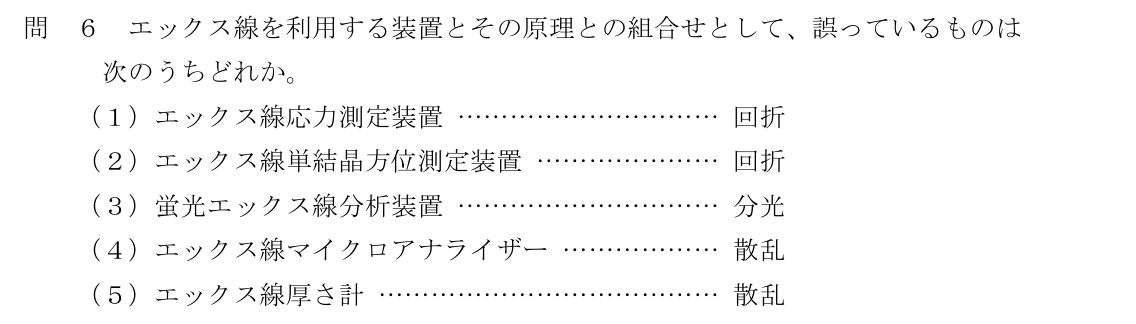 問　６　エックス線を利用する装置とその原理との組合せとして、誤っているものは
次のうちどれか。
（１）エックス線応力測定装置 ………………………… 回折
（２）エックス線単結晶方位測定装置 ………………… 回折
（３）蛍光エックス線分析装置 ………………………… 分光
（４）エックス線マイクロアナライザー ……………… 散乱
（５）エックス線厚さ計 ………………………………… 散乱